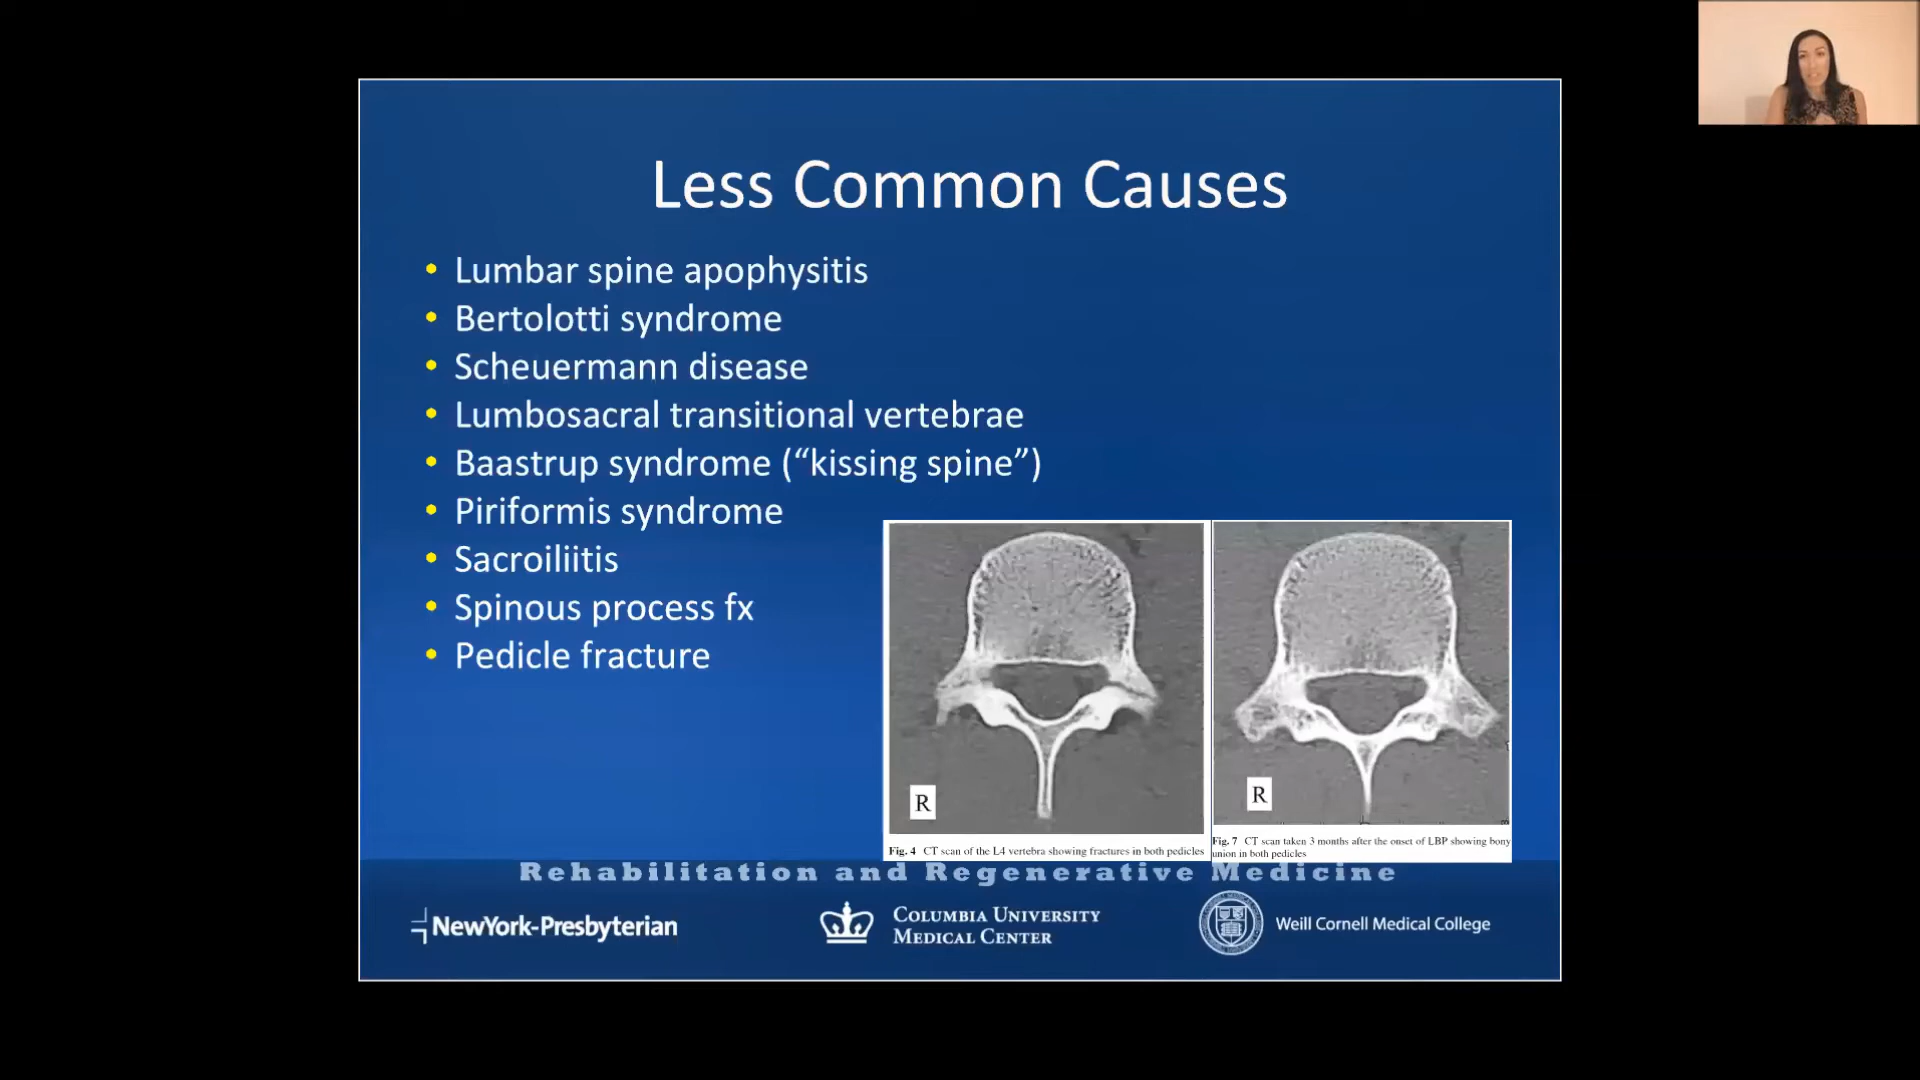 Less Common Causes
• Lumbar spine apophysitis
• Bertolotti syndrome
• Scheuermann disease
• Lumbosacral transitional vertebrae
• Baastrup syndrome (“kissing spine”)
• Piriformis syndrome
• Sacroiliitis
• Spinous process fx
• Pedicle fracture
R
R
Fig. 4 CT scan of the L4 vertebra showing fractures in both pedicles
Fig. 7 CT scan taken 3 months after the onset of LBP showing bony
union in both pedicles
Rehabilitation and Regenerative Medicine
NewYork-Presbyterian
COLUMBIA UNIVERSITY
MEDICAL CENTER
Weill Cornell Medical College